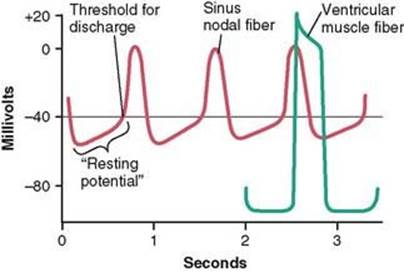 Threshold for
discharge
Sinus
nodal fiber
Ventricular
muscle fiber
+20
0
−40
−80
Millivolts
“Resting
potential”
0
1
2
3
Seconds